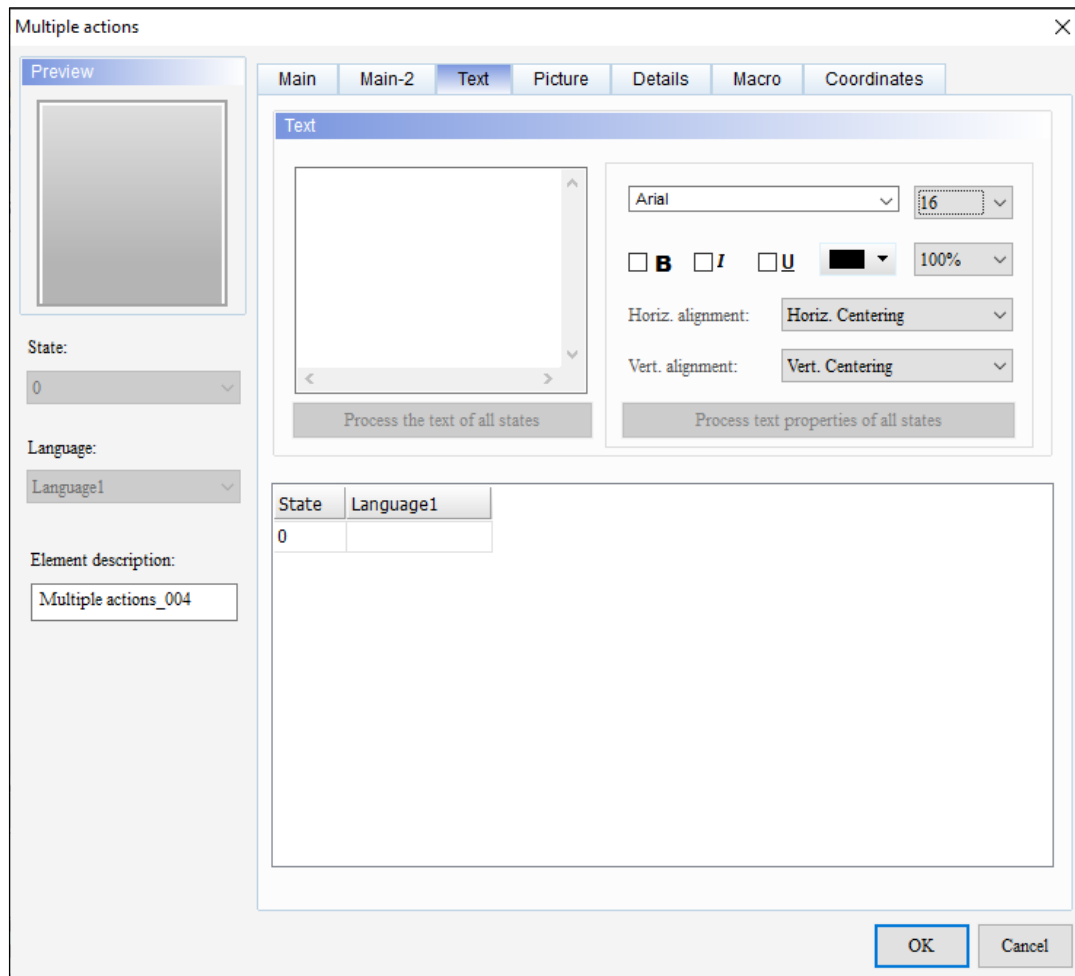 Multiple actions
Preview
Main Main-2 Text Picture Details Macro Coordinates
Text
Arial 16
B I U 100%
Horiz. alignment: Horiz. Centering
Vert. alignment: Vert. Centering
Process the text of all states Process text properties of all states
State:
0
Language:
Language1
Element description:
Multiple actions_004
State Language1
0
OK Cancel